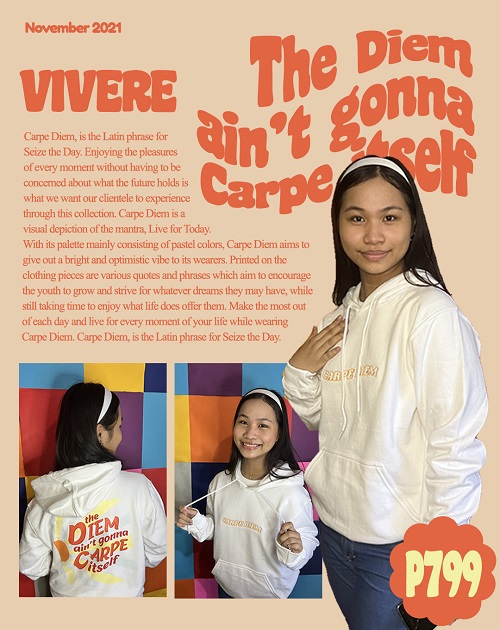 November 2021
VIVERE
The Diem
ain't gonna
Carpe itself
Carpe Diem, is the Latin phrase for
Seize the Day. Enjoying the pleasures
of every moment without having to be
concerned about what the future holds is
what we want our clientele to experience
through this collection. Carpe Diem is a
visual depiction of the mantra, Live for Today.
With its palette mainly consisting of pastel colors, Carpe Diem aims to
give out a bright and optimistic vibe to its wearers. Printed on the
clothing pieces are various quotes and phrases which aim to encourage
the youth to grow and strive for whatever dreams they may have, while
still taking time to enjoy what life does offer them. Make the most out
of each day and live for every moment of your life while wearing
Carpe Diem. Carpe Diem, is the Latin phrase for Seize the Day.
CARPE DIEM
the
DIEM
ain't gonna
CARPE
itself
CARPE DIEM
P799